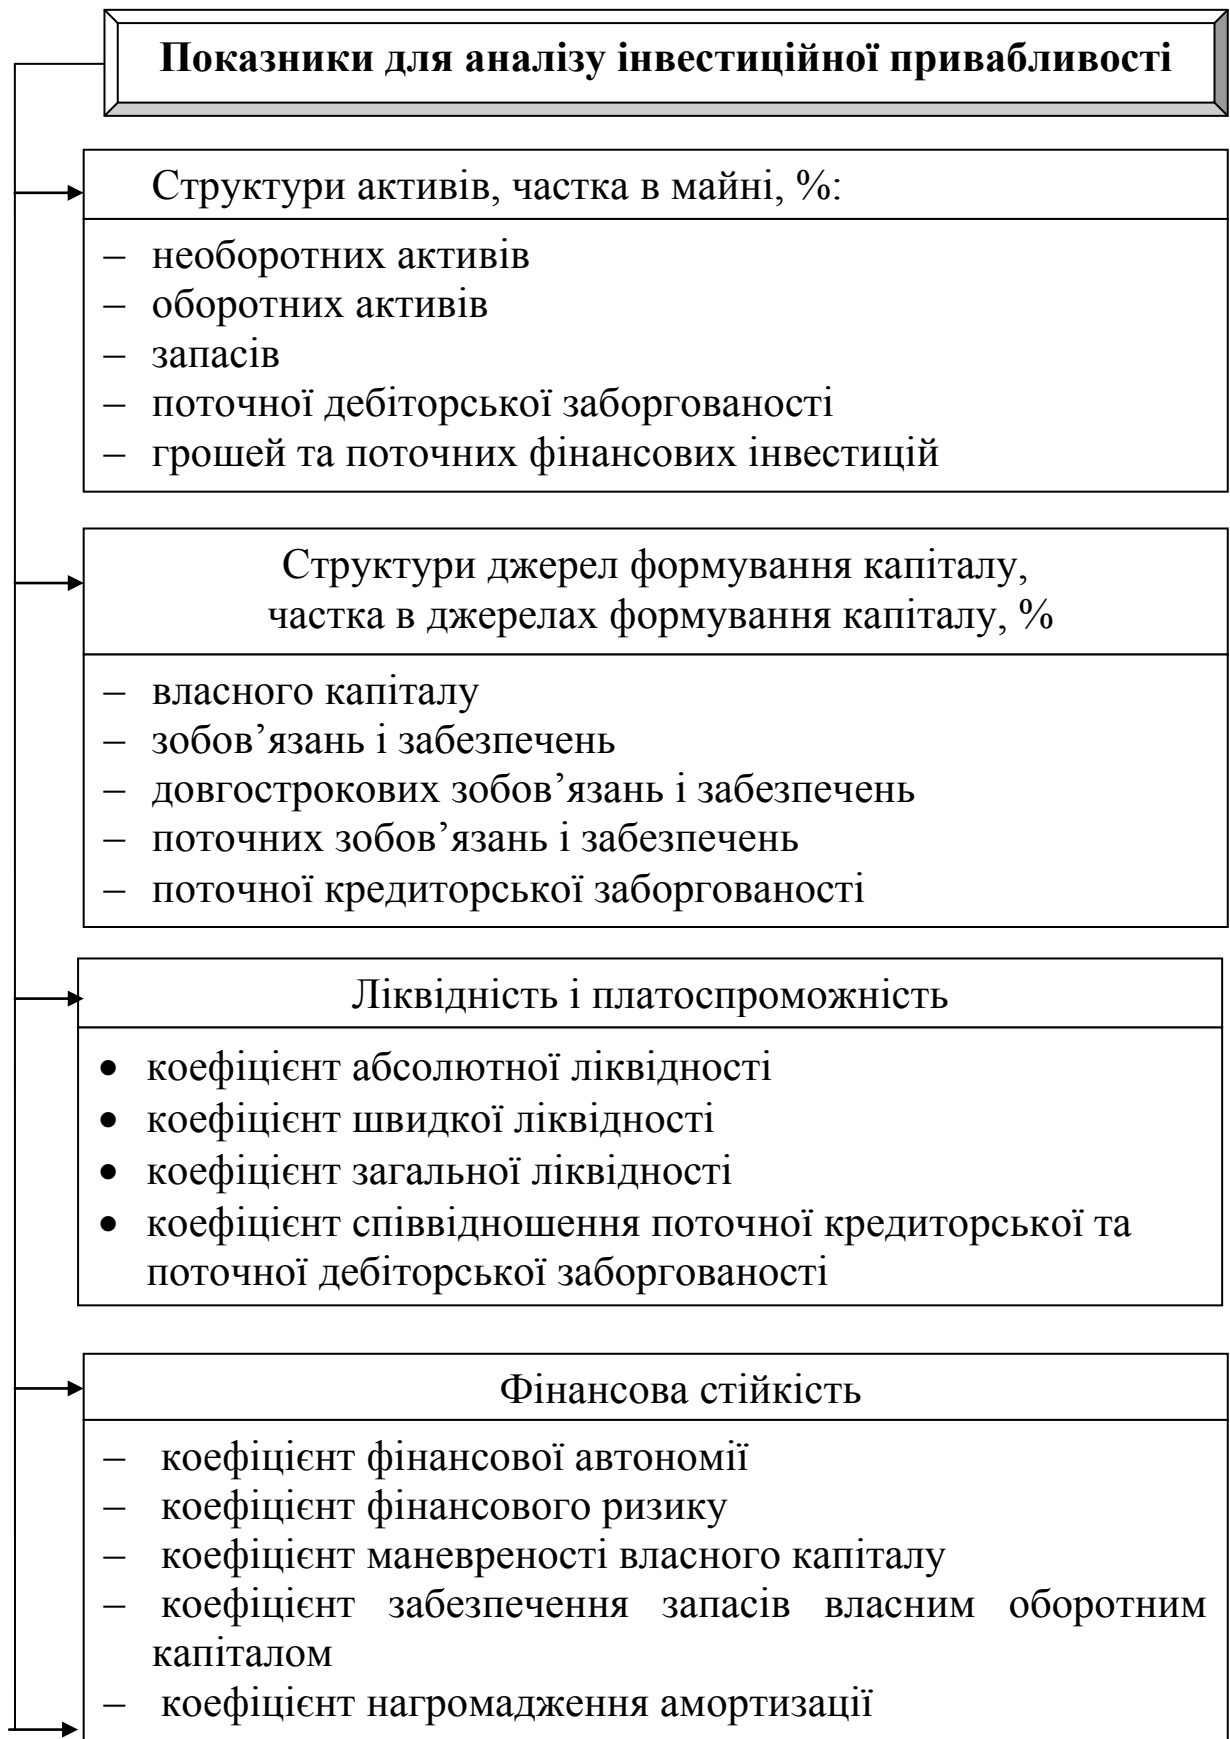 Показники для аналізу інвестиційної привабливості
Структури активів, частка в майні, %:
– необоротних активів
– оборотних активів
– запасів
– поточної дебіторської заборгованості
– грошей та поточних фінансових інвестицій
Структури джерел формування капіталу,
частка в джерелах формування капіталу, %
– власного капіталу
– зобов’язань і забезпечень
– довгострокових зобов’язань і забезпечень
– поточних зобов’язань і забезпечень
– поточної кредиторської заборгованості
Ліквідність і платоспроможність
• коефіцієнт абсолютної ліквідності
• коефіцієнт швидкої ліквідності
• коефіцієнт загальної ліквідності
• коефіцієнт співвідношення поточної кредиторської та
поточної дебіторської заборгованості
Фінансова стійкість
– коефіцієнт фінансової автономії
– коефіцієнт фінансового ризику
– коефіцієнт маневреності власного капіталу
– коефіцієнт забезпечення запасів власним оборотним
капіталом
– коефіцієнт нагромадження амортизації